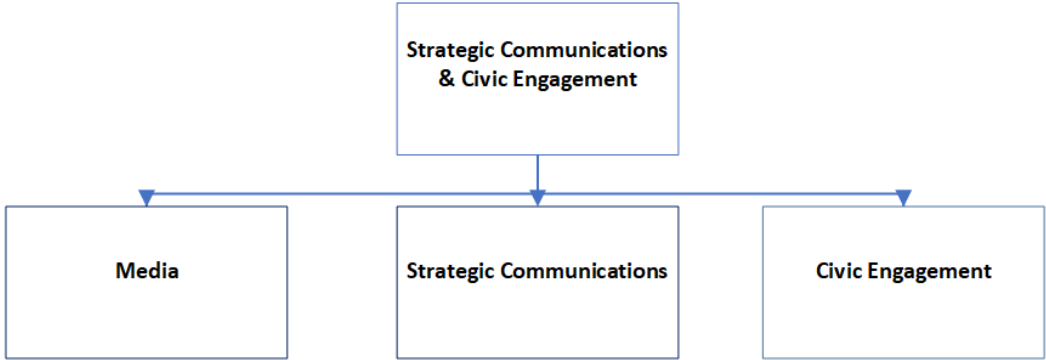 Strategic Communications
& Civic Engagement
Media
Strategic Communications
Civic Engagement